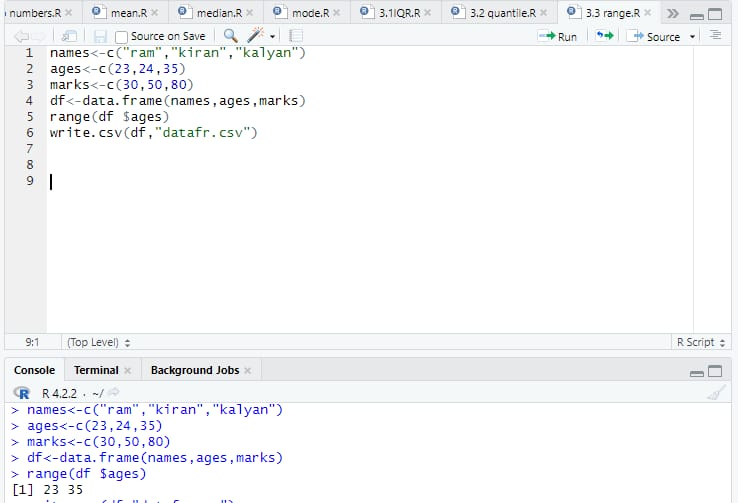 numbers.R
mean.R
median.R
mode.R
3.1IQR.R
3.2 quantile.R
3.3 range.R
Source on Save
Run
Source
1 names<-c("ram","kiran","kalyan")
2 ages<-c(23,24,35)
3 marks<-c(30,50,80)
4 df<-data.frame(names,ages,marks)
5 range(df $ages)
6 write.csv(df,"datafr.csv")
7
8
9
9:1 (Top Level) R Script
Console Terminal Background Jobs
R 4.2.2 · ~/
> names<-c("ram","kiran","kalyan")
> ages<-c(23,24,35)
> marks<-c(30,50,80)
> df<-data.frame(names,ages,marks)
> range(df $ages)
[1] 23 35